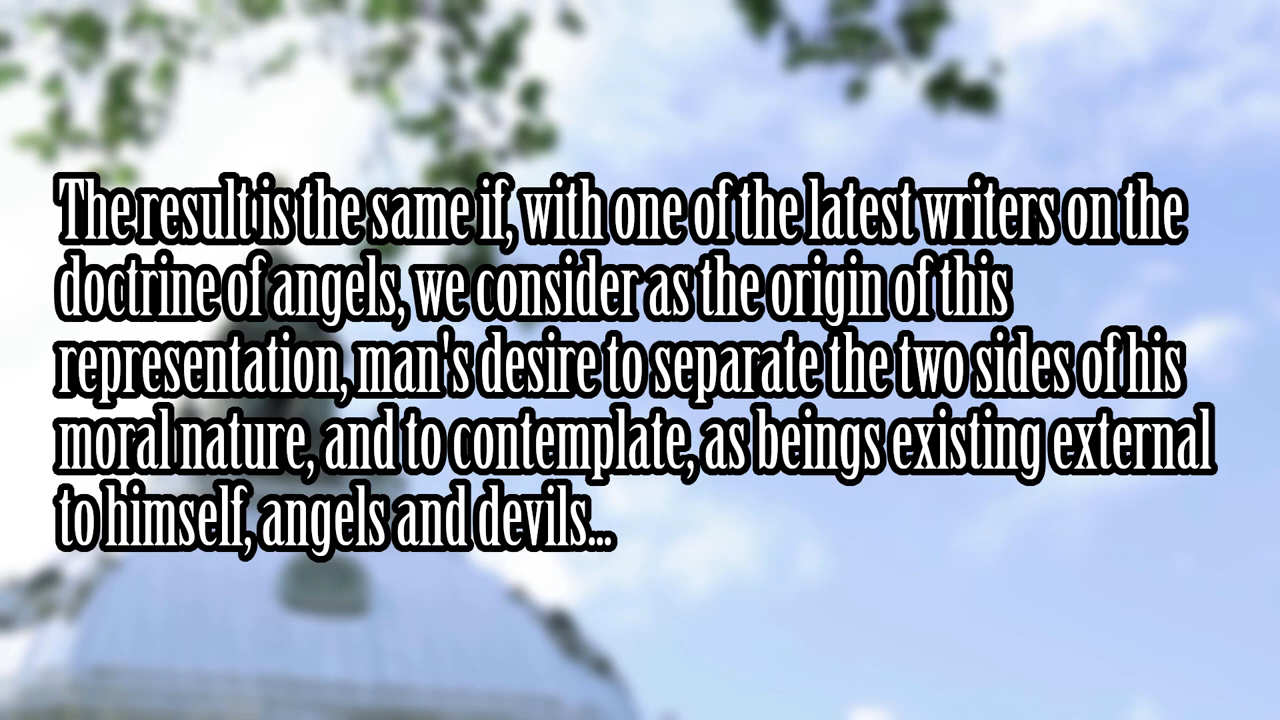 The result is the same if, with one of the latest writers on the
doctrine of angels, we consider as the origin of this
representation, man's desire to separate the two sides of his
moral nature, and to contemplate, as beings existing external
to himself, angels and devils...